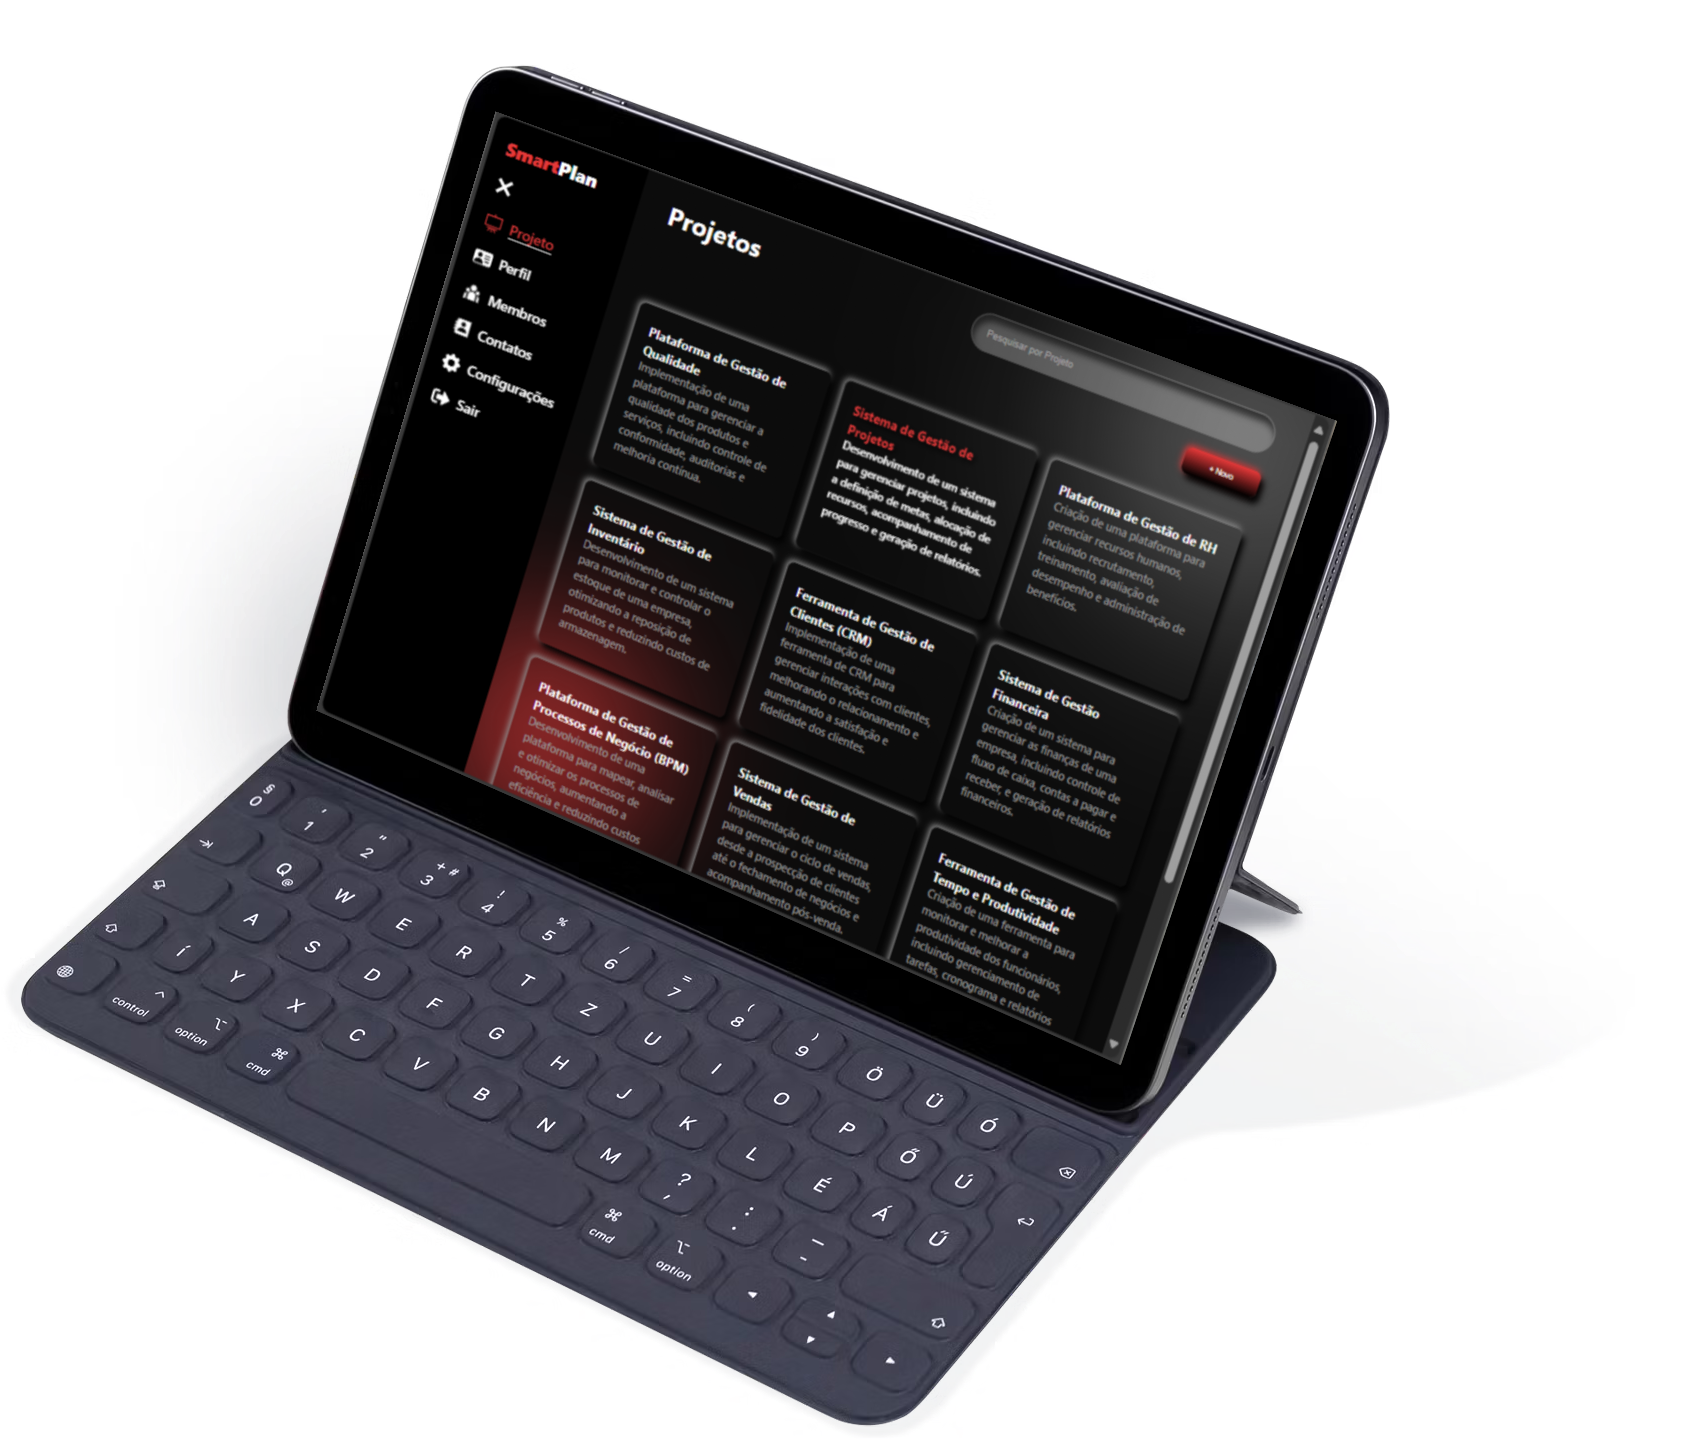 SmartPlan
Projeto
Perfil
Membros
Contatos
Configurações
Sair
Projetos
Pesquisar por Projeto
+ Novo
Plataforma de Gestão de
Qualidade
Implementação de uma
plataforma para gerenciar a
qualidade dos produtos e
serviços, incluindo controle de
conformidade, auditorias e
melhoria contínua.
Sistema de Gestão de
Projetos
Desenvolvimento de um sistema
para gerenciar projetos, incluindo
a definição de metas, alocação de
recursos, acompanhamento de
progresso e geração de relatórios.
Plataforma de Gestão de RH
Criação de uma plataforma para
gerenciar recursos humanos,
incluindo recrutamento,
treinamento, avaliação de
desempenho e administração de
benefícios.
Sistema de Gestão de
Inventário
Desenvolvimento de um sistema
para monitorar e controlar o
estoque de uma empresa,
otimizando a reposição de
produtos e reduzindo custos de
armazenagem.
Ferramenta de Gestão de
Clientes (CRM)
Implementação de uma
ferramenta de CRM para
gerenciar interações com clientes,
melhorando o relacionamento e
aumentando a satisfação e
fidelidade dos clientes.
Sistema de Gestão
Financeira
Criação de um sistema para
gerenciar as finanças de uma
empresa, incluindo controle de
fluxo de caixa, contas a pagar e
receber, e geração de relatórios
financeiros.
Plataforma de Gestão de
Processos de Negócio (BPM)
Desenvolvimento de uma
plataforma para mapear, analisar
e otimizar os processos de
negócios, aumentando a
eficiência e reduzindo custos
Sistema de Gestão de
Vendas
Implementação de um sistema
para gerenciar o ciclo de vendas,
desde a prospecção de clientes
até o fechamento de negócios e
acompanhamento pós-venda.
Ferramenta de Gestão de
Tempo e Produtividade
Criação de uma ferramenta para
monitorar e melhorar a
produtividade dos funcionários,
incluindo gerenciamento de
tarefas, cronograma e relatórios
§ ' " + # ! % / = ( )
0 1 2 3 4 5 6 7 8 9 Ö Ü Ó
Q @ W E R T Z U I O P Ő Ú
A S D F G H J K L É Á Ű
Í Y X C V B N M ? , : . _ -
control ^ option ⌥ cmd ⌘ ⌘ cmd ⌥ option